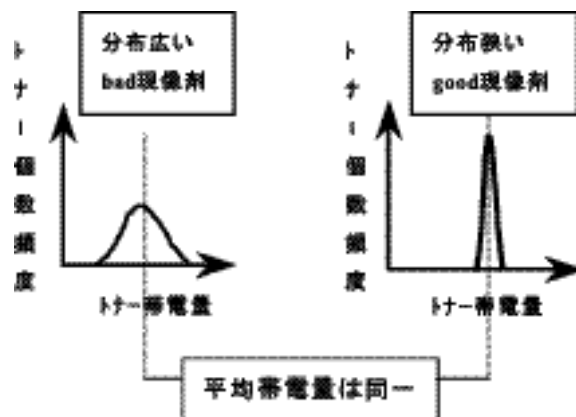 分布広い
bad現像剤
トナー個数頻度
トナー帯電量
分布狭い
good現像剤
トナー個数頻度
トナー帯電量
平均帯電量は同一